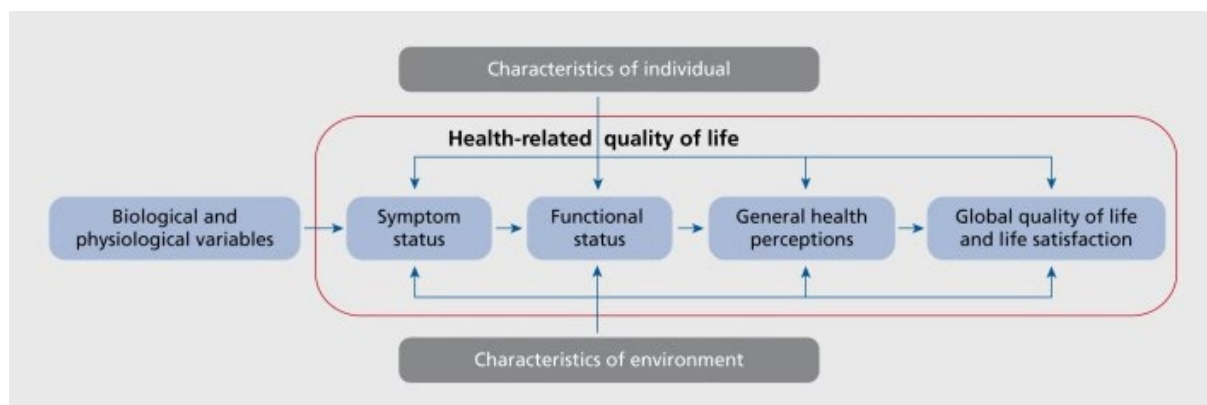 Characteristics of individual
Health-related quality of life
Biological and
physiological variables
Symptom
status
Functional
status
General health
perceptions
Global quality of life
and life satisfaction
Characteristics of environment